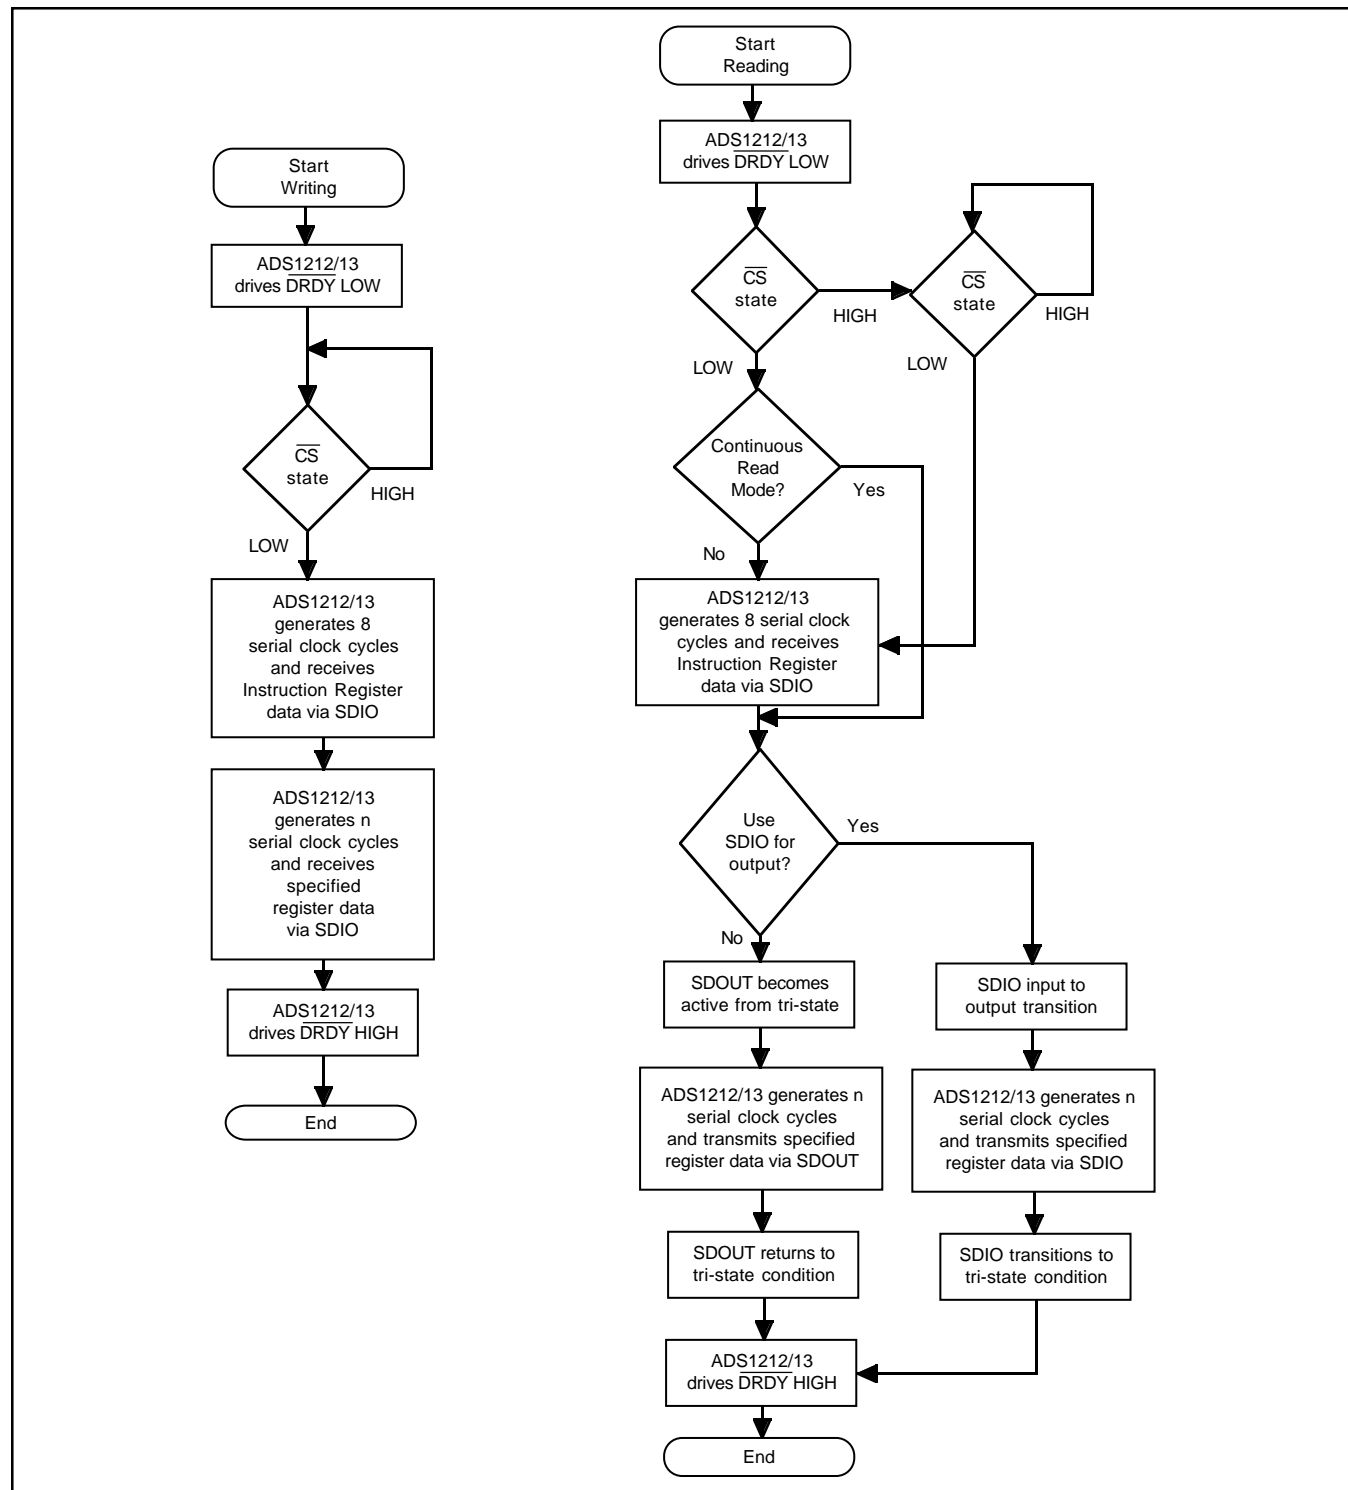 Start
Writing
ADS1212/13
drives DRDY LOW
CS
state
HIGH
LOW
ADS1212/13
generates 8
serial clock cycles
and receives
Instruction Register
data via SDIO
ADS1212/13
generates n
serial clock cycles
and receives
specified
register data
via SDIO
ADS1212/13
drives DRDY HIGH
End
Start
Reading
ADS1212/13
drives DRDY LOW
CS
state
HIGH
CS
state
HIGH
LOW
LOW
Continuous
Read
Mode?
Yes
No
ADS1212/13
generates 8 serial clock
cycles and receives
Instruction Register
data via SDIO
Use
SDIO for
output?
Yes
No
SDOUT becomes
active from tri-state
ADS1212/13 generates n
serial clock cycles
and transmits specified
register data via SDOUT
SDOUT returns to
tri-state condition
SDIO input to
output transition
ADS1212/13 generates n
serial clock cycles
and transmits specified
register data via SDIO
SDIO transitions to
tri-state condition
ADS1212/13
drives DRDY HIGH
End